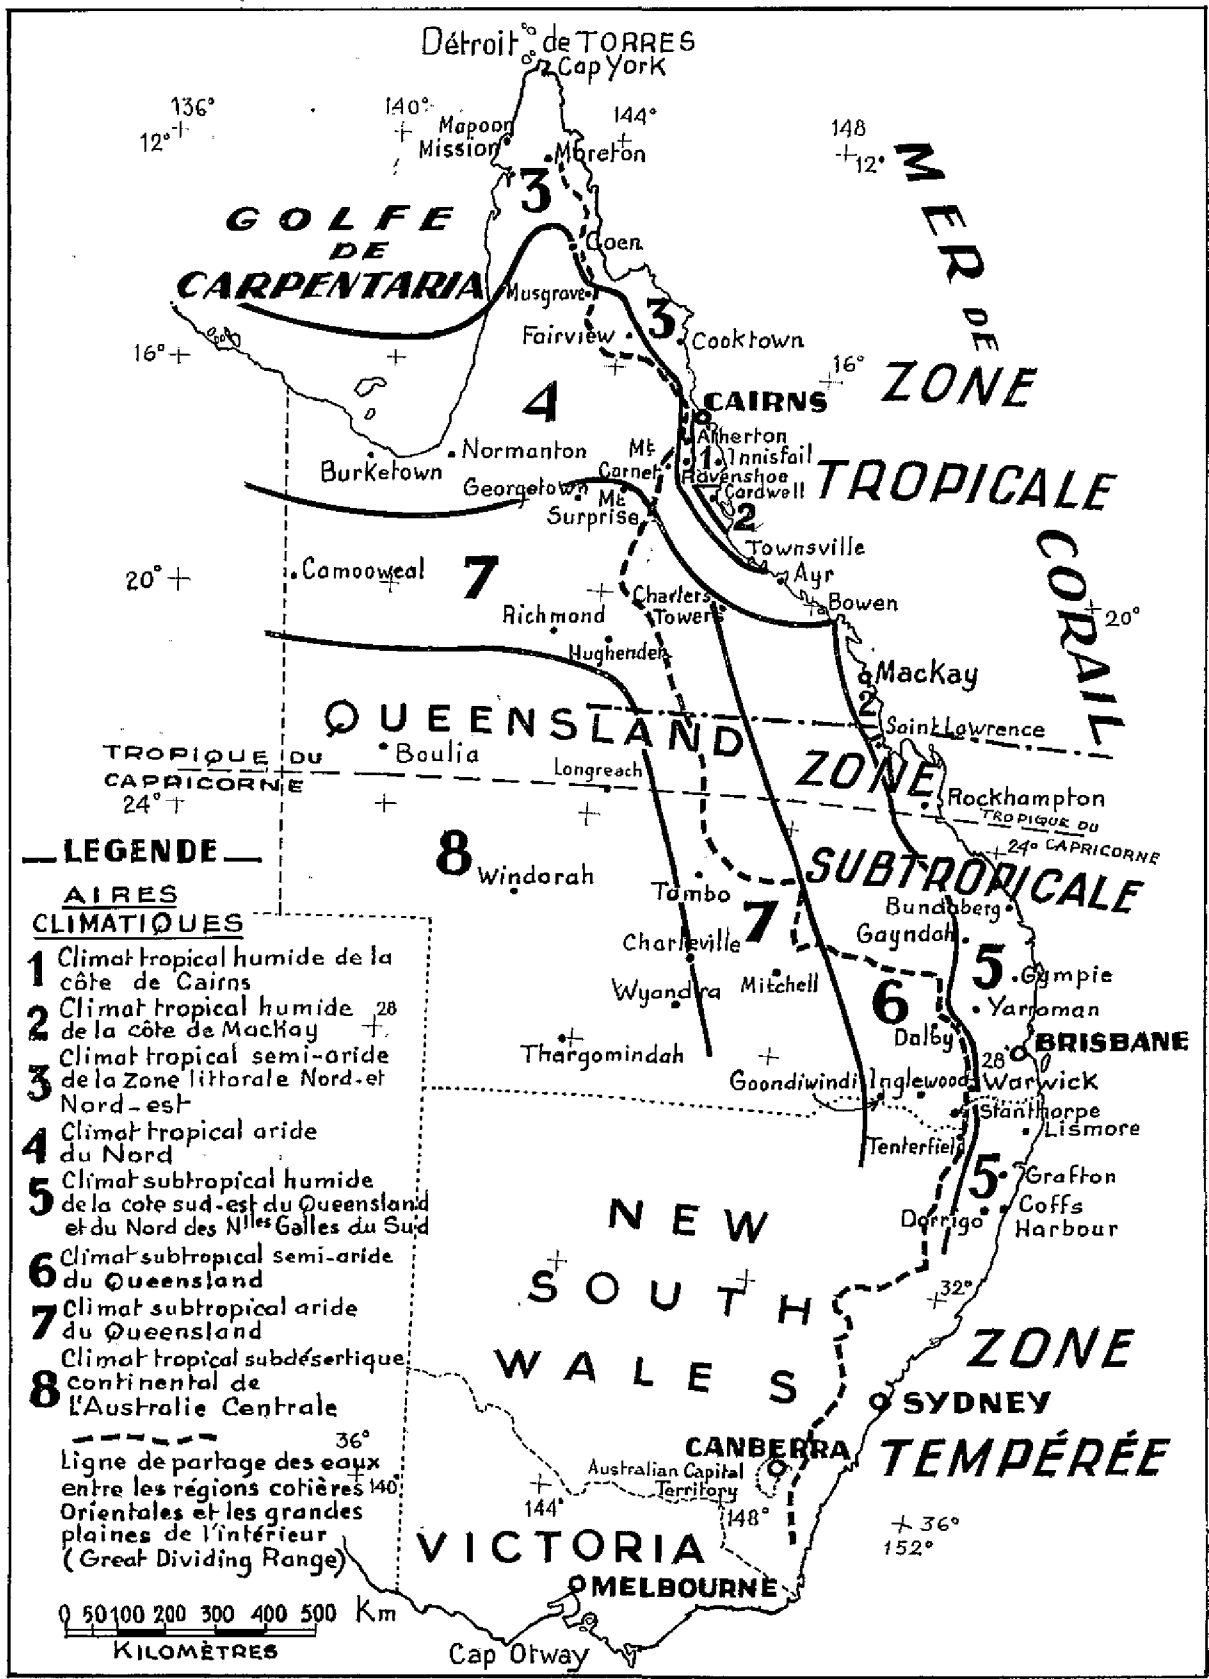 Détroit de TORRES
Cap York
136°
140°
144°
148
12°
12°
Mapoon
Mission
Moreton
3
MER DE CORAIL
GOLFE
DE
CARPENTARIA
Coen
Musgrave
3
Fairview
Cooktown
16°
16°
ZONE
TROPICALE
4
CAIRNS
Atherton
1
Innisfail
Ravenshoe
Cardwell
2
Normanton
Burketown
Mt
Garnet
Georgetown
Mt
Surprise
Townsville
Ayr
7
Camooweal
20°
20°
Charters
Towers
Bowen
Richmond
Hughenden
MacKay
2
QUEENSLAND
Saint Lawrence
Boulia
TROPIQUE DU
CAPRICORNE
Longreach
ZONE
SUBTROPICALE
Rockhampton
TROPIQUE DU
CAPRICORNE
24°
24°
8
Windorah
Tambo
7
Bundaberg
Gayndah
Charleville
5
Gympie
Mitchell
Wyandra
6
Yarraman
Dalby
BRISBANE
28°
Thargomindah
Goondiwindi
Inglewood
Warwick
Stanthorpe
Lismore
Tenterfield
5
Grafton
Dorrigo
Coffs
Harbour
NEW
SOUTH
WALES
32°
ZONE
TEMPÉRÉE
SYDNEY
CANBERRA
Australian Capital
Territory
144°
148°
36°
152°
VICTORIA
MELBOURNE
Cap Otway
LEGENDE
AIRES
CLIMATIQUES
1 Climat tropical humide de la
côte de Cairns
2 Climat tropical humide
de la côte de MacKay
28
3 Climat tropical semi-aride
de la Zone littorale Nord-et
Nord-est
4 Climat tropical aride
du Nord
5 Climat subtropical humide
de la cote sud-est du Queensland
et du Nord des Nlles Galles du Sud
6 Climat subtropical semi-aride
du Queensland
7 Climat subtropical aride
du Queensland
8 Climat tropical subdésertique
continental de
L'Australie Centrale
36°
Ligne de partage des eaux
entre les régions cotières
140°
Orientales et les grandes
plaines de l'intérieur
(Great Dividing Range)
0 50 100 200 300 400 500 Km
KILOMÈTRES